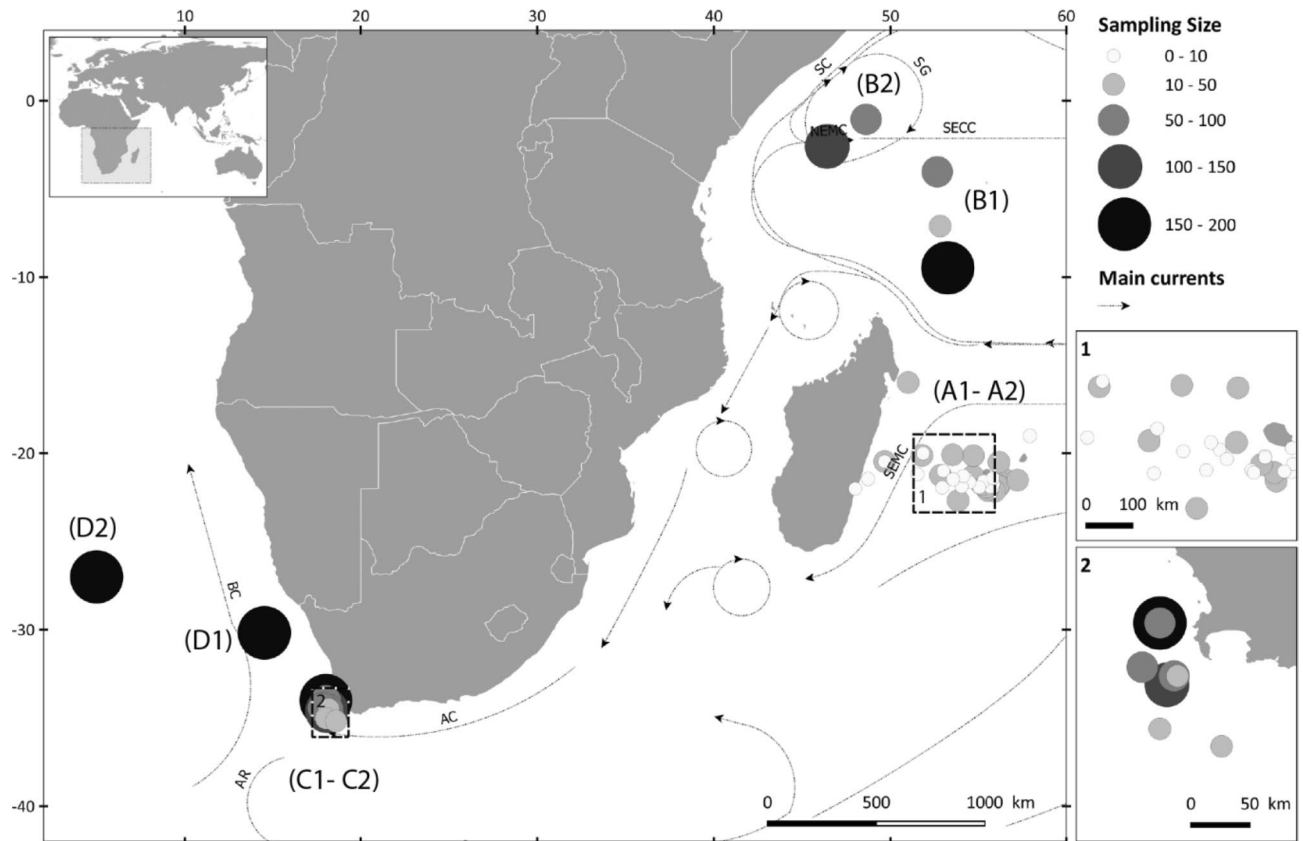 10 20 30 40 50 60
Sampling Size
0 - 10
10 - 50
50 - 100
100 - 150
150 - 200
Main currents
0
-10
-20
-30
-40
SC
SG
(B2)
NEMC
SECC
(B1)
(A1- A2)
SEMC
1
(D2)
BC
(D1)
2
AC
(C1- C2)
AR
0 500 1000 km
1
0 100 km
2
0 50 km